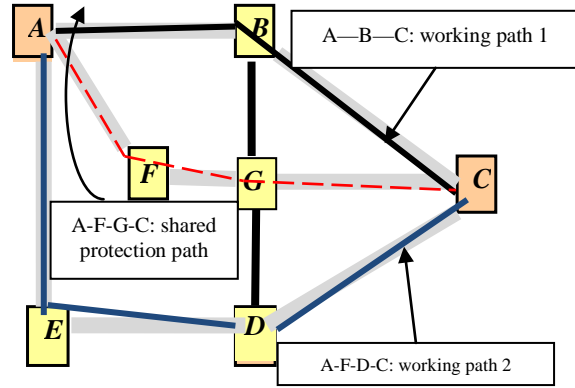 A
B
A—B—C: working path 1
F
G
C
A-F-G-C: shared
protection path
E
D
A-F-D-C: working path 2